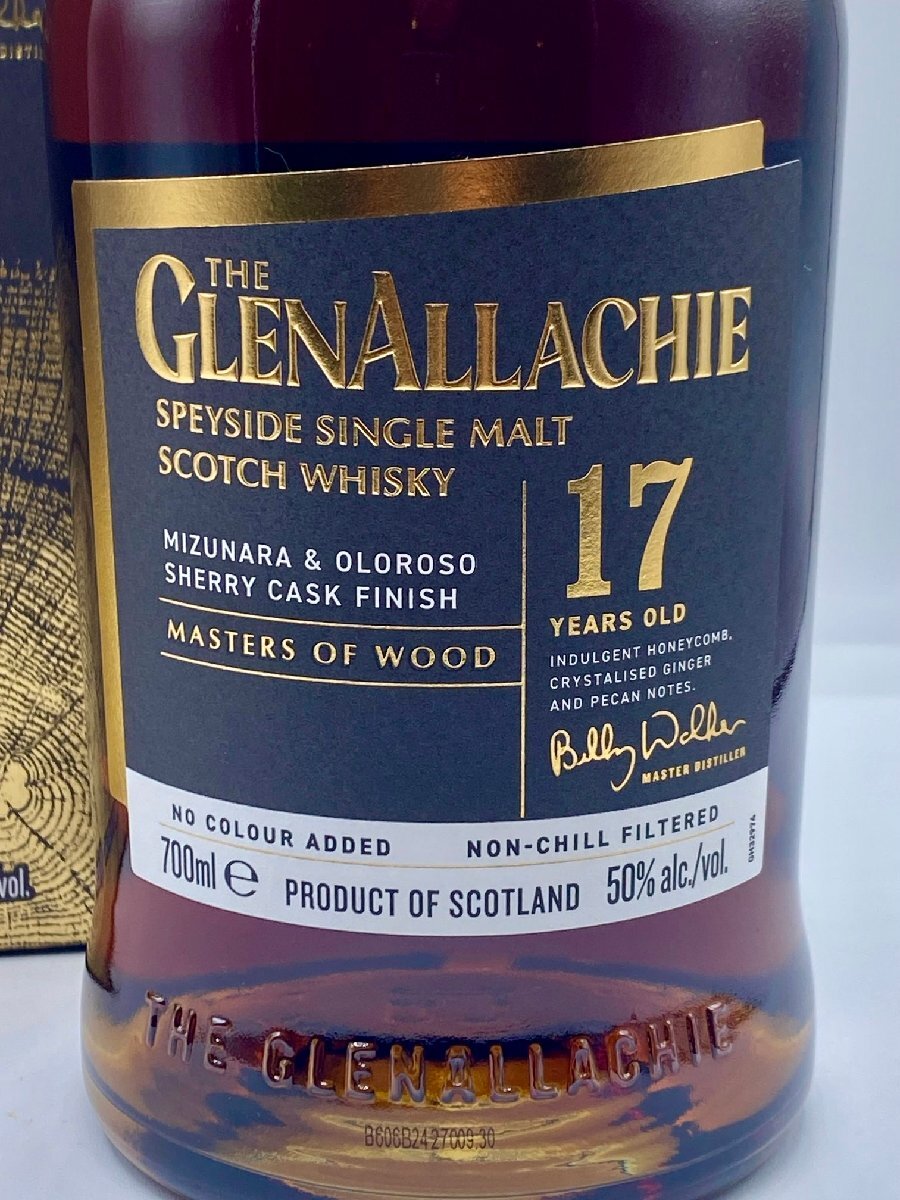 THE
GLENALLACHIE
SPEYSIDE SINGLE MALT
SCOTCH WHISKY
MIZUNARA & OLOROSO
SHERRY CASK FINISH
MASTERS OF WOOD
17
YEARS OLD
INDULGENT HONEYCOMB,
CRYSTALISED GINGER
AND PECAN NOTES.
Billy Walker
MASTER DISTILLER
NO COLOUR ADDED
NON-CHILL FILTERED
700ml e
PRODUCT OF SCOTLAND
50% alc./vol.
GH32974
vol.
THE GLENALLACHIE
B606B2427009:30